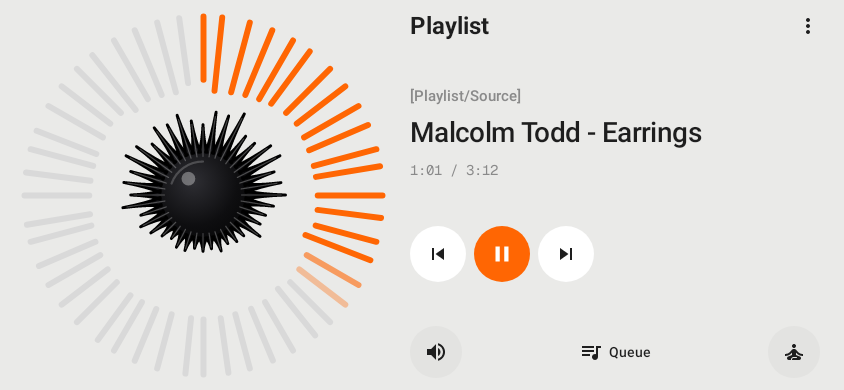 Playlist
[Playlist/Source]
Malcolm Todd - Earrings
1:01 / 3:12
Queue